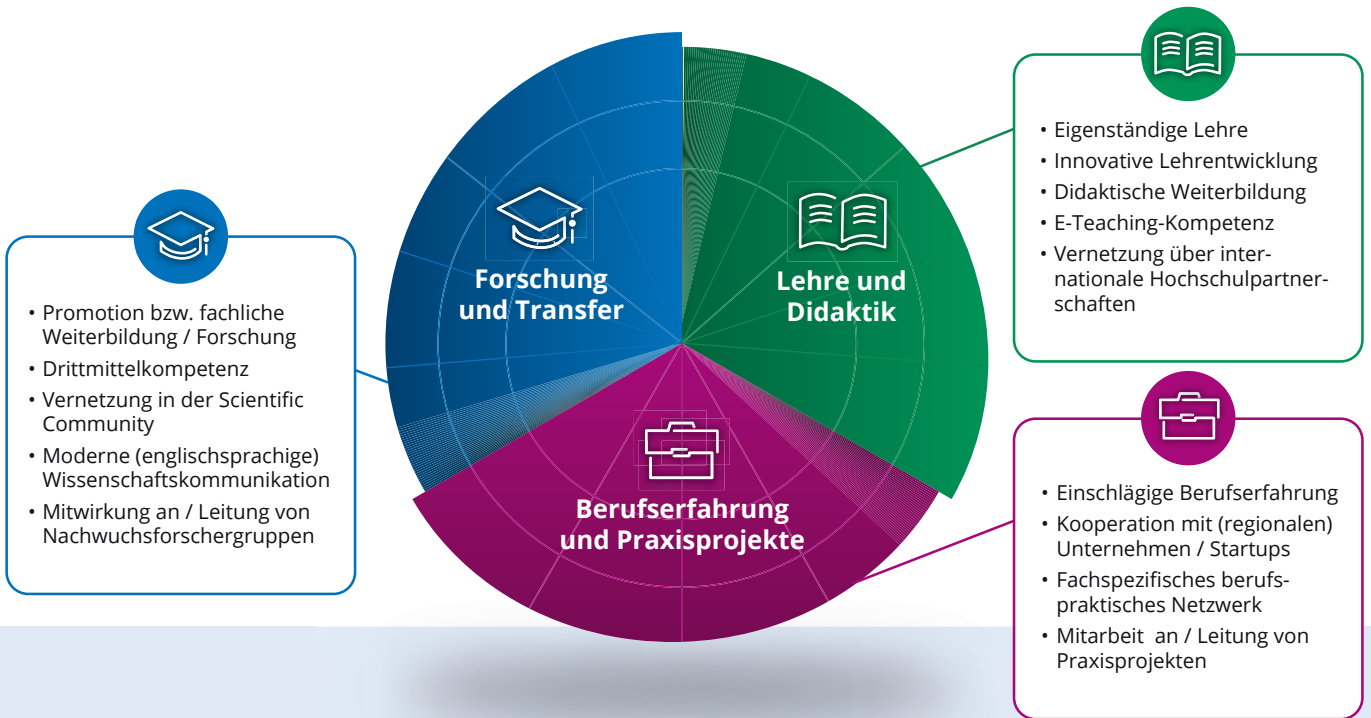 Forschung
und Transfer
Lehre und
Didaktik
Berufserfahrung
und Praxisprojekte
• Promotion bzw. fachliche
Weiterbildung / Forschung
• Drittmittelkompetenz
• Vernetzung in der Scientific
Community
• Moderne (englischsprachige)
Wissenschaftskommunikation
• Mitwirkung an / Leitung von
Nachwuchsforschergruppen
• Eigenständige Lehre
• Innovative Lehrentwicklung
• Didaktische Weiterbildung
• E-Teaching-Kompetenz
• Vernetzung über inter-
nationale Hochschulpartner-
schaften
• Einschlägige Berufserfahrung
• Kooperation mit (regionalen)
Unternehmen / Startups
• Fachspezifisches berufs-
praktisches Netzwerk
• Mitarbeit an / Leitung von
Praxisprojekten